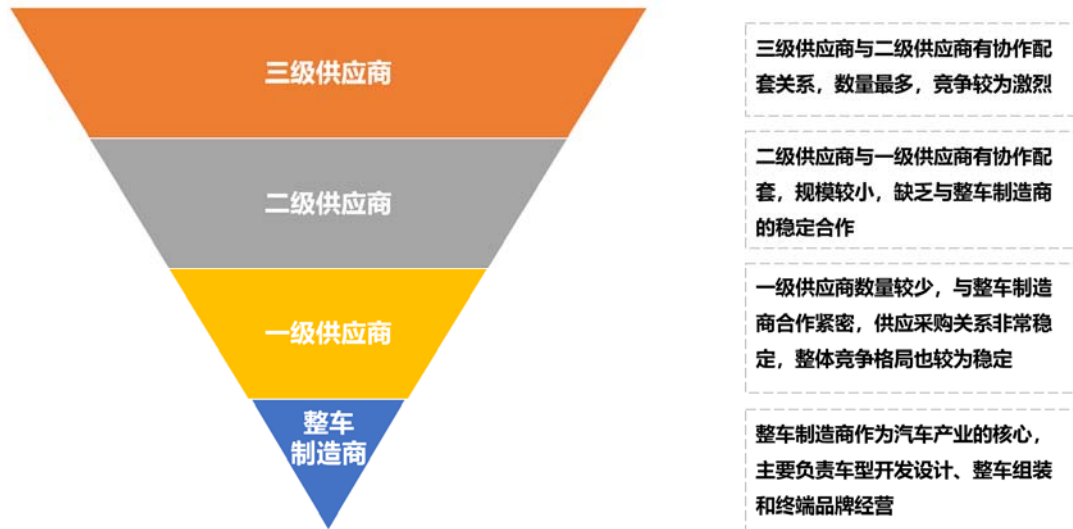 三级供应商
三级供应商与二级供应商有协作配
套关系，数量最多，竞争较为激烈
二级供应商
二级供应商与一级供应商有协作配
套，规模较小，缺乏与整车制造商
的稳定合作
一级供应商
一级供应商数量较少，与整车制造
商合作紧密，供应采购关系非常稳
定，整体竞争格局也较为稳定
整车
制造商
整车制造商作为汽车产业的核心，
主要负责车型开发设计、整车组装
和终端品牌经营